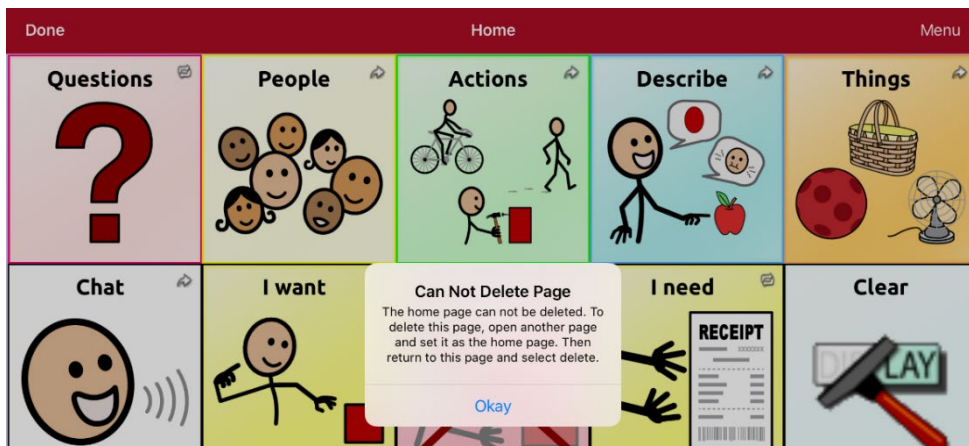 Done Home Menu
Questions People Actions Describe Things
Chat I want I need Clear
Can Not Delete Page
The home page can not be deleted. To
delete this page, open another page
and set it as the home page. Then
return to this page and select delete.
Okay
RECEIPT
XXXXXXX
LAY